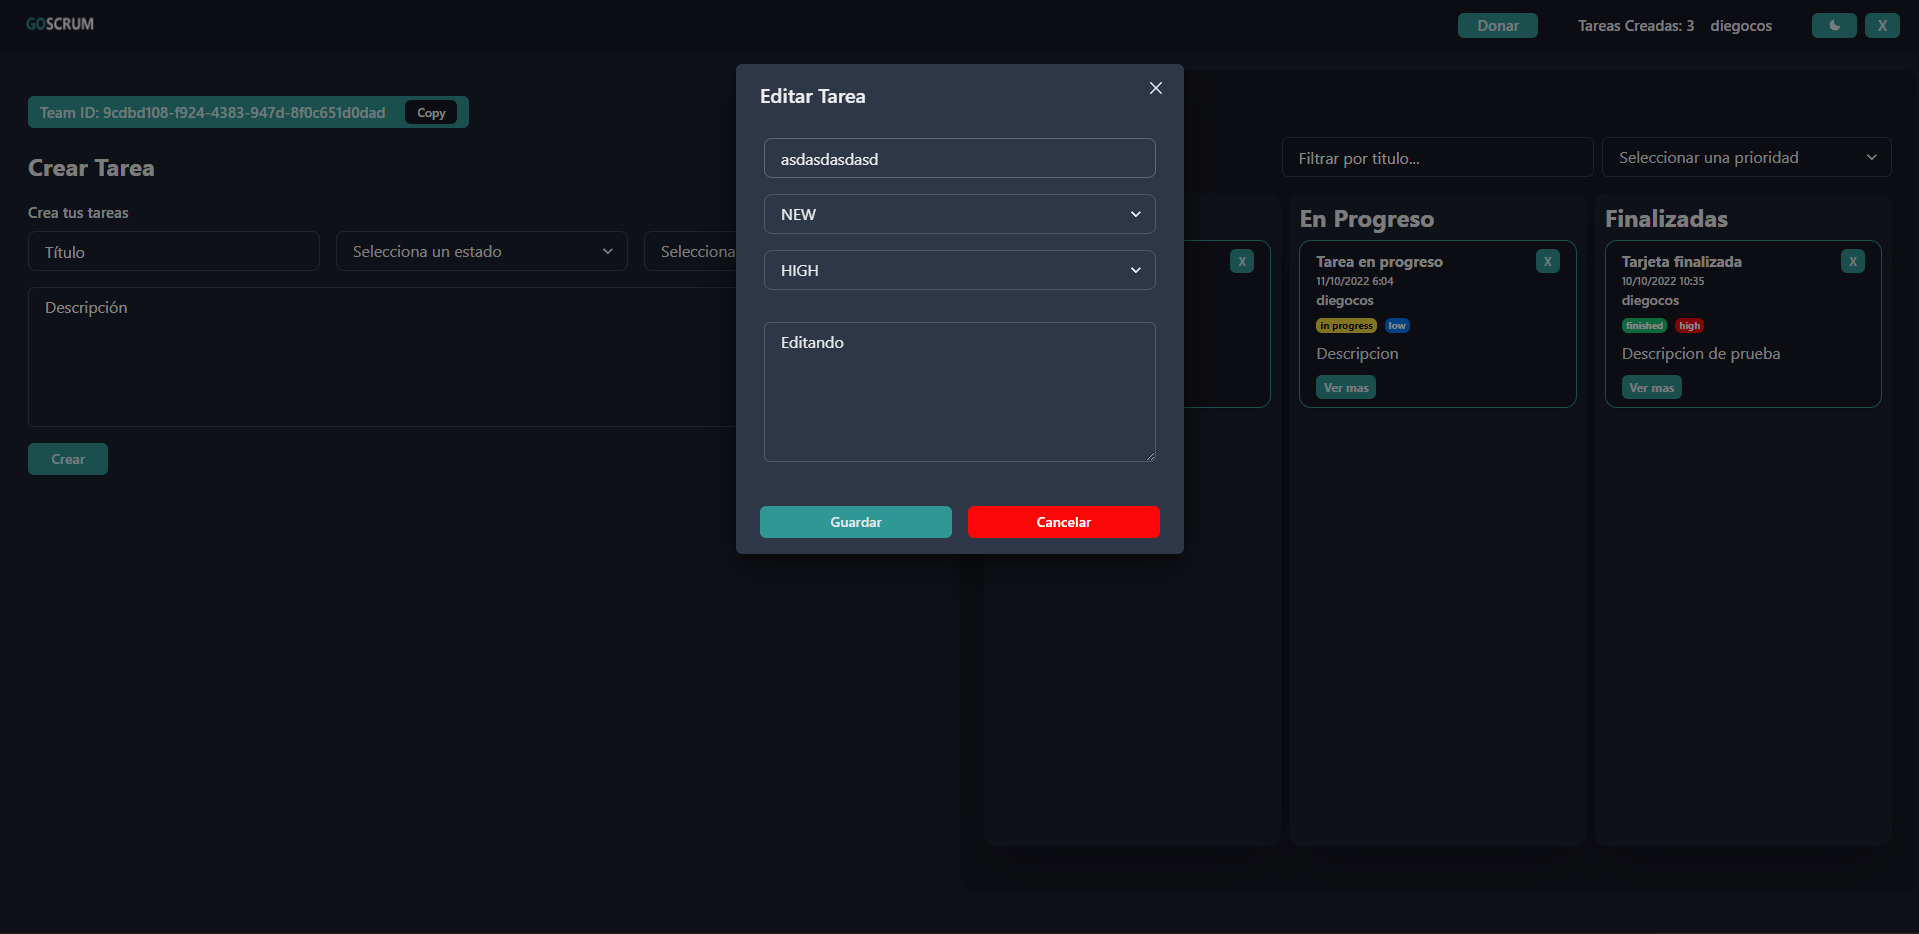 GOSCRUM
Donar
Tareas Creadas: 3
diegocos
X
Team ID: 9cdbd108-f924-4383-947d-8f0c651d0dad
Copy
Crear Tarea
Crea tus tareas
Título
Selecciona un estado
Selecciona
Descripción
Crear
Editar Tarea
asdasdasdasd
NEW
HIGH
Editando
Guardar
Cancelar
Filtrar por titulo...
Seleccionar una prioridad
X
En Progreso
Tarea en progreso
X
11/10/2022 6:04
diegocos
in progress
low
Descripcion
Ver mas
Finalizadas
Tarjeta finalizada
X
10/10/2022 10:35
diegocos
finished
high
Descripcion de prueba
Ver mas